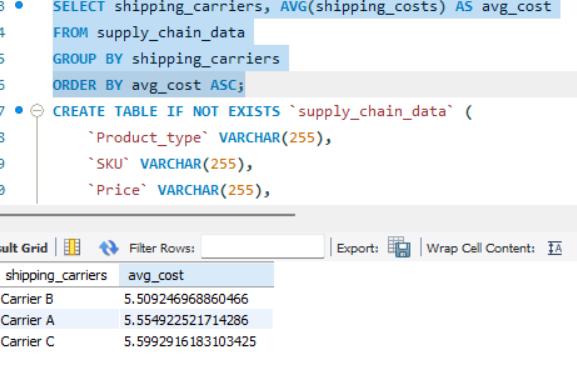 SELECT shipping_carriers, AVG(shipping_costs) AS avg_cost
FROM supply_chain_data
GROUP BY shipping_carriers
ORDER BY avg_cost ASC;
CREATE TABLE IF NOT EXISTS `supply_chain_data` (
`Product_type` VARCHAR(255),
`SKU` VARCHAR(255),
`Price` VARCHAR(255),
sult Grid Filter Rows: Export: Wrap Cell Content:
shipping_carriers avg_cost
Carrier B 5.509246968860466
Carrier A 5.554922521714286
Carrier C 5.5992916183103425